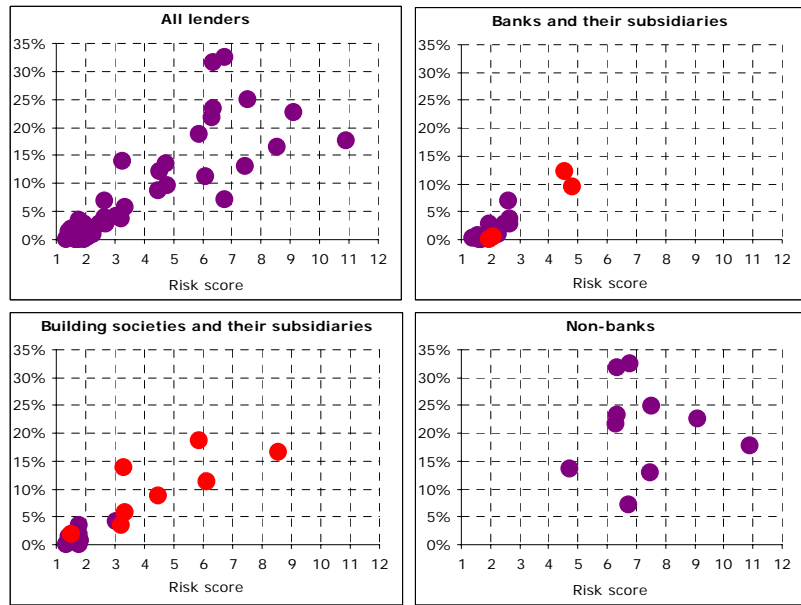 All lenders
35%
30%
25%
20%
15%
10%
5%
0%
1 2 3 4 5 6 7 8 9 10 11 12
Risk score
Banks and their subsidiaries
35%
30%
25%
20%
15%
10%
5%
0%
1 2 3 4 5 6 7 8 9 10 11 12
Risk score
Building societies and their subsidiaries
35%
30%
25%
20%
15%
10%
5%
0%
1 2 3 4 5 6 7 8 9 10 11 12
Risk score
Non-banks
35%
30%
25%
20%
15%
10%
5%
0%
1 2 3 4 5 6 7 8 9 10 11 12
Risk score